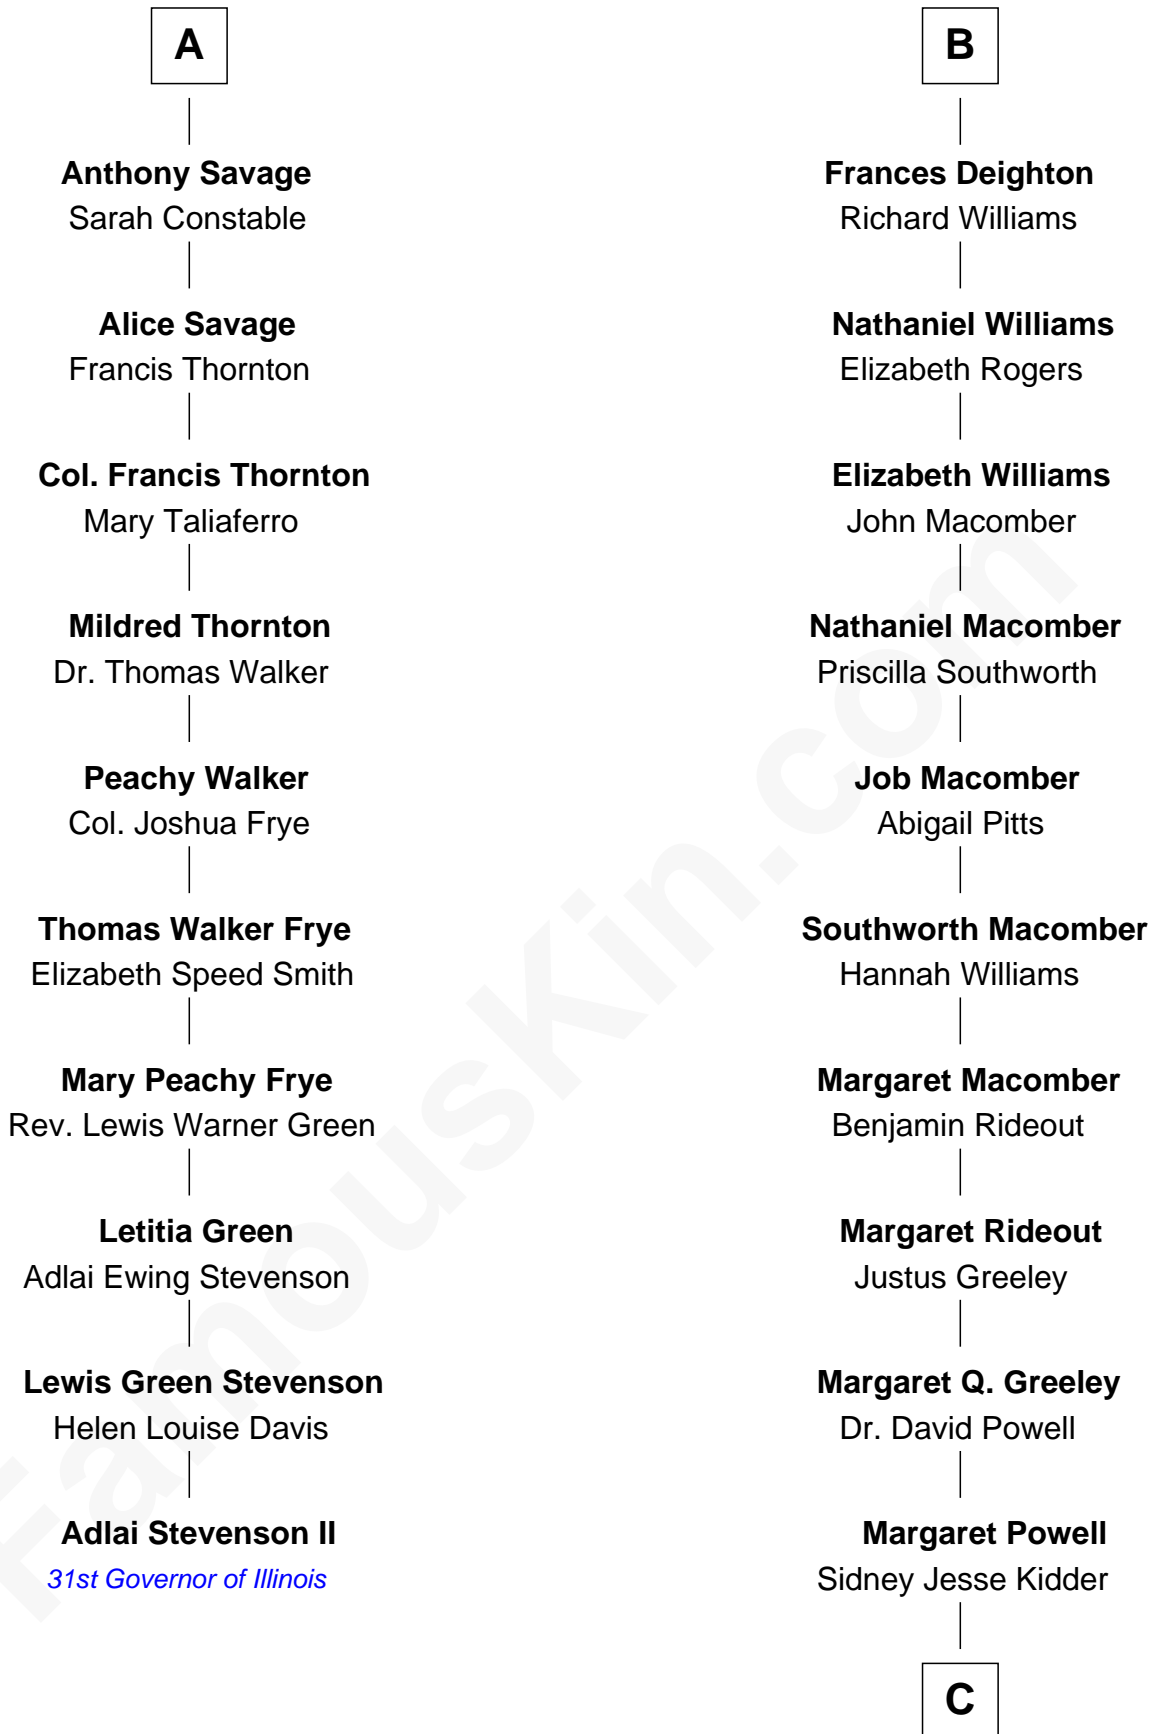 A
Anthony Savage
Sarah Constable
Alice Savage
Francis Thornton
Col. Francis Thornton
Mary Taliaferro
Mildred Thornton
Dr. Thomas Walker
Peachy Walker
Col. Joshua Frye
Thomas Walker Frye
Elizabeth Speed Smith
Mary Peachy Frye
Rev. Lewis Warner Green
Letitia Green
Adlai Ewing Stevenson
Lewis Green Stevenson
Helen Louise Davis
Adlai Stevenson II
31st Governor of Illinois
B
Frances Deighton
Richard Williams
Nathaniel Williams
Elizabeth Rogers
Elizabeth Williams
John Macomber
Nathaniel Macomber
Priscilla Southworth
Job Macomber
Abigail Pitts
Southworth Macomber
Hannah Williams
Margaret Macomber
Benjamin Rideout
Margaret Rideout
Justus Greeley
Margaret Q. Greeley
Dr. David Powell
Margaret Powell
Sidney Jesse Kidder
C
FamousKin.com